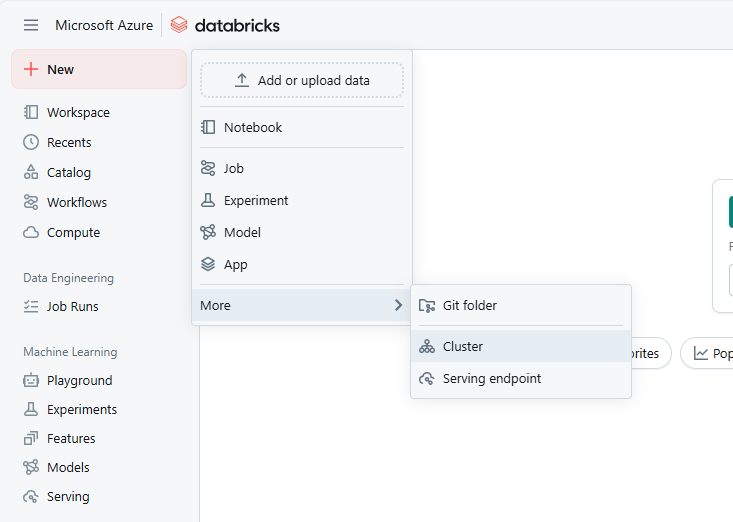 Microsoft Azure
databricks
New
Workspace
Recents
Catalog
Workflows
Compute
Data Engineering
Job Runs
Machine Learning
Playground
Experiments
Features
Models
Serving
Add or upload data
Notebook
Job
Experiment
Model
App
More
Git folder
Cluster
Serving endpoint
orites
Pop